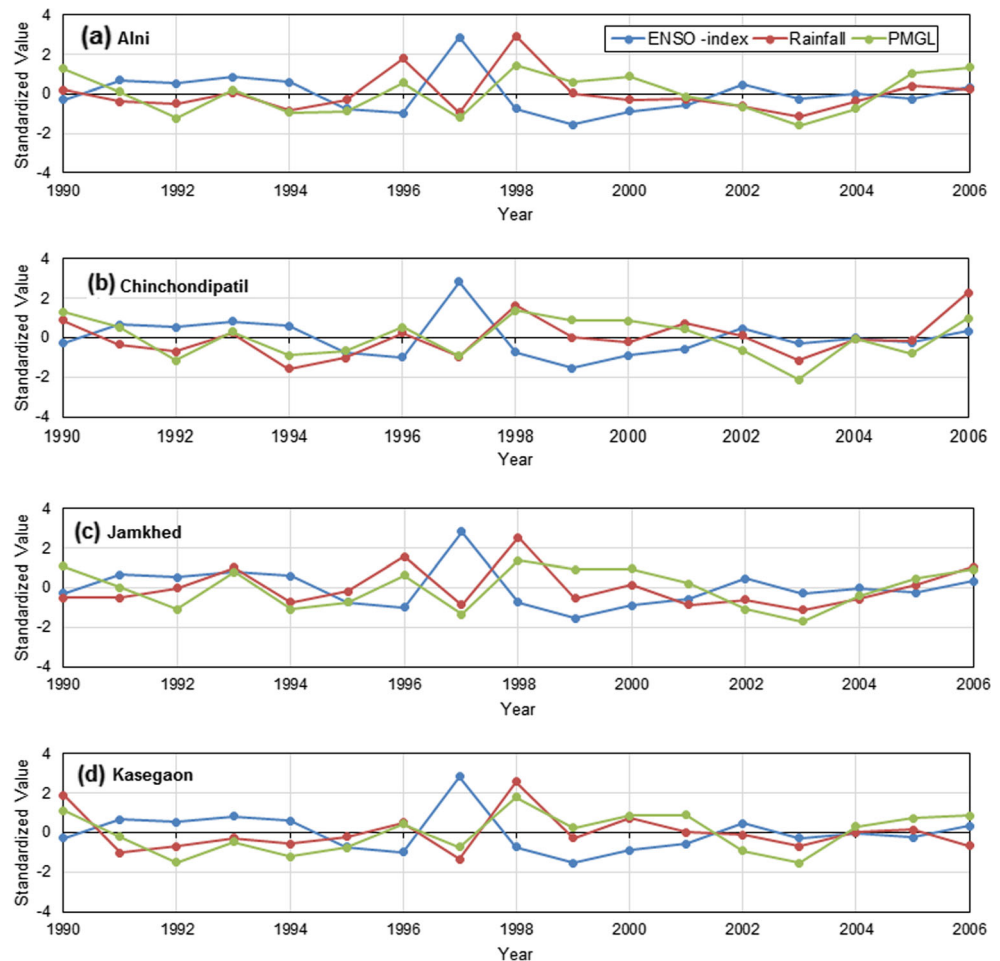 (a) Alni
ENSO -index Rainfall PMGL
Standardized Value
4
2
0
-2
-4
1990 1992 1994 1996 1998 2000 2002 2004 2006
Year
(b) Chinchondipatil
Standardized Value
4
2
0
-2
-4
1990 1992 1994 1996 1998 2000 2002 2004 2006
Year
(c) Jamkhed
Standardized Value
4
2
0
-2
-4
1990 1992 1994 1996 1998 2000 2002 2004 2006
Year
(d) Kasegaon
Standardized Value
4
2
0
-2
-4
1990 1992 1994 1996 1998 2000 2002 2004 2006
Year